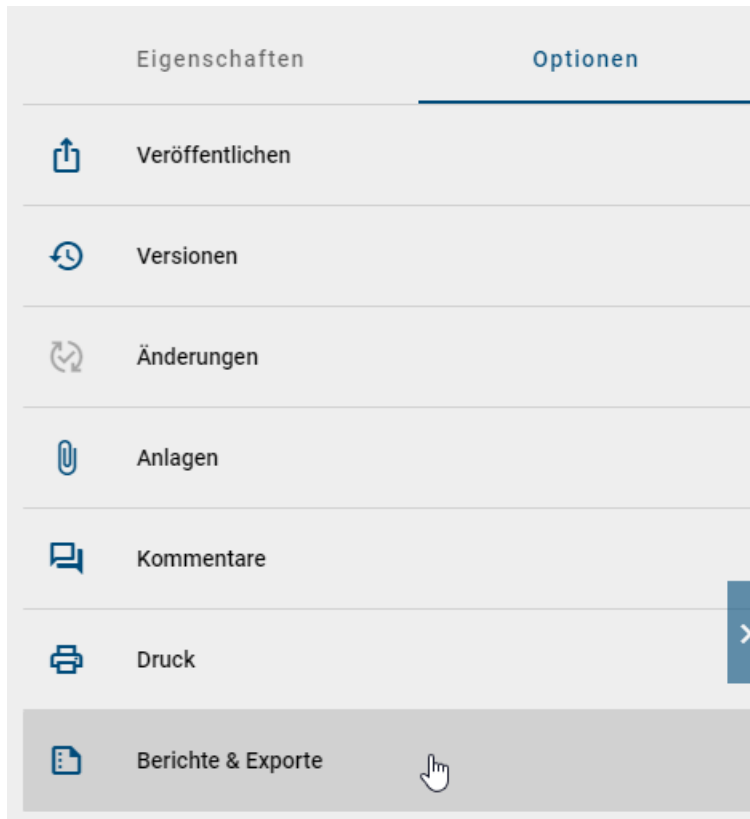 Eigenschaften Optionen
Veröffentlichen
Versionen
Änderungen
Anlagen
Kommentare
Druck
Berichte & Exporte